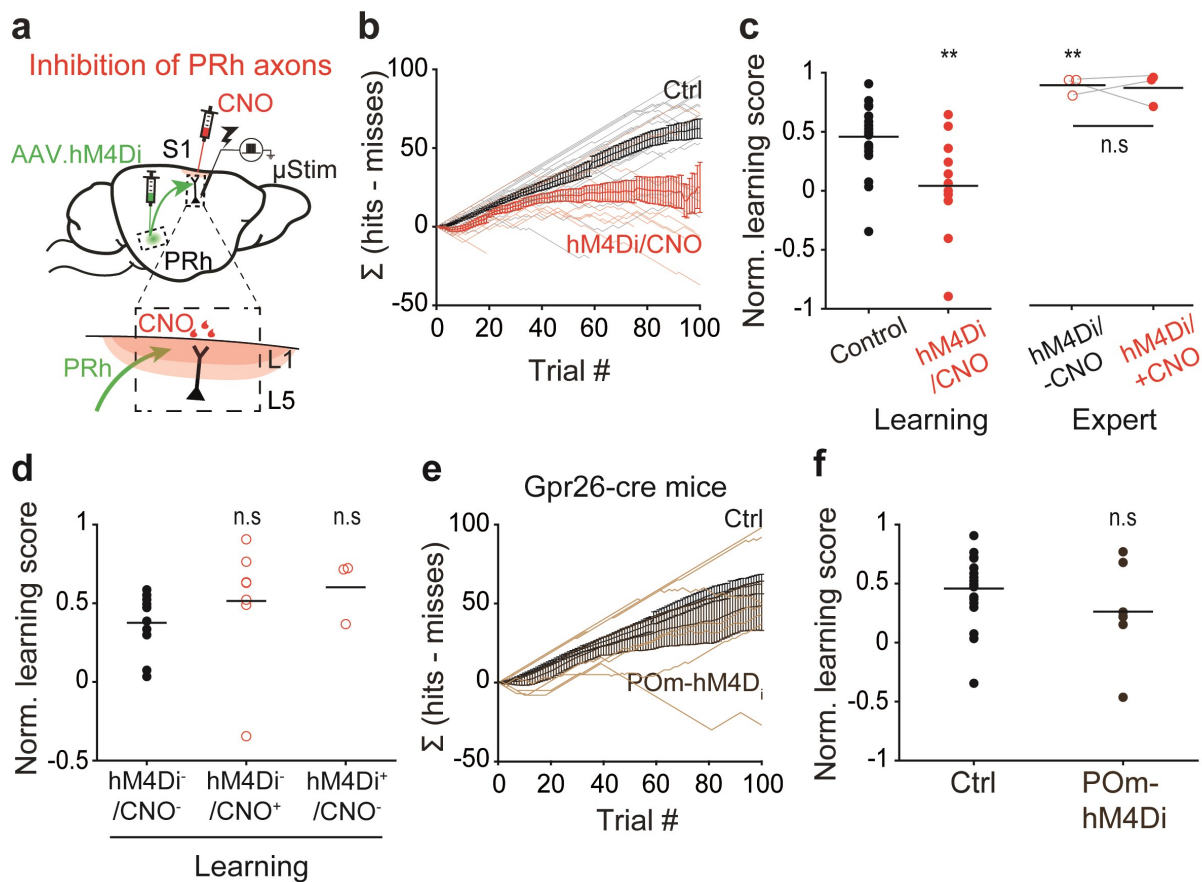 a
Inhibition of PRh axons
CNO
AAV.hM4Di
S1
µStim
PRh
CNO
PRh
L1
L5
b
100
50
0
-50
Σ (hits - misses)
Ctrl
hM4Di/CNO
0 20 40 60 80 100
Trial #
c
Norm. learning score
1
0.5
0
-0.5
-1
**
**
n.s
Control
hM4Di
/CNO
hM4Di/
-CNO
hM4Di/
+CNO
Learning
Expert
d
Norm. learning score
1
0.5
0
-0.5
n.s
n.s
hM4Di⁻
/CNO⁻
hM4Di⁻
/CNO⁺
hM4Di⁺
/CNO⁻
Learning
e
Gpr26-cre mice
Σ (hits - misses)
100
50
0
50
Ctrl
POm-hM4Dᵢ
0 20 40 60 80 100
Trial #
f
Norm. learning score
1
0.5
0
-0.5
-1
n.s
Ctrl
POm-
hM4Di